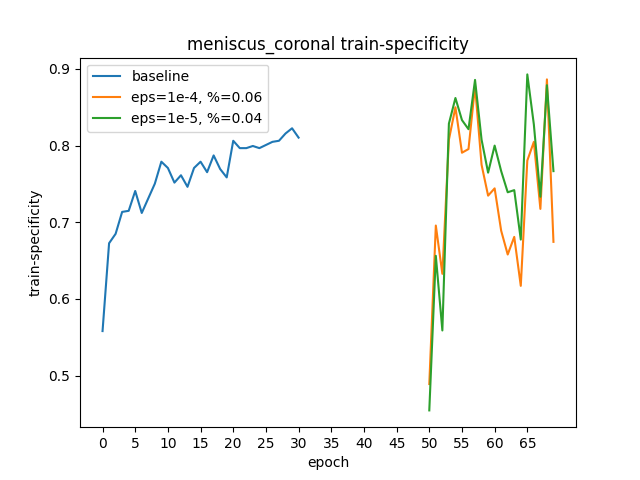 meniscus_coronal train-specificity
baseline
eps=1e-4, %=0.06
eps=1e-5, %=0.04
train-specificity
0.9
0.8
0.7
0.6
0.5
0 5 10 15 20 25 30 35 40 45 50 55 60 65
epoch